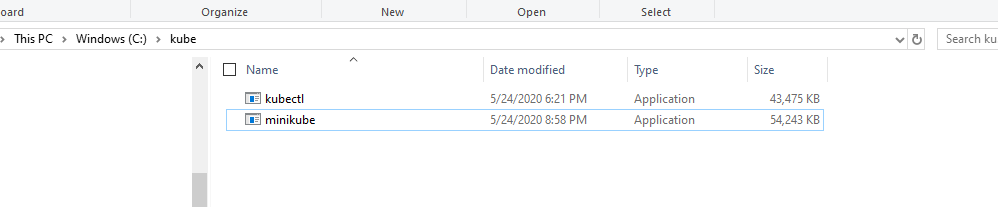 oard Organize New Open Select
This PC Windows (C:) kube Search ku
Name Date modified Type Size
kubectl 5/24/2020 6:21 PM Application 43,475 KB
minikube 5/24/2020 8:58 PM Application 54,243 KB